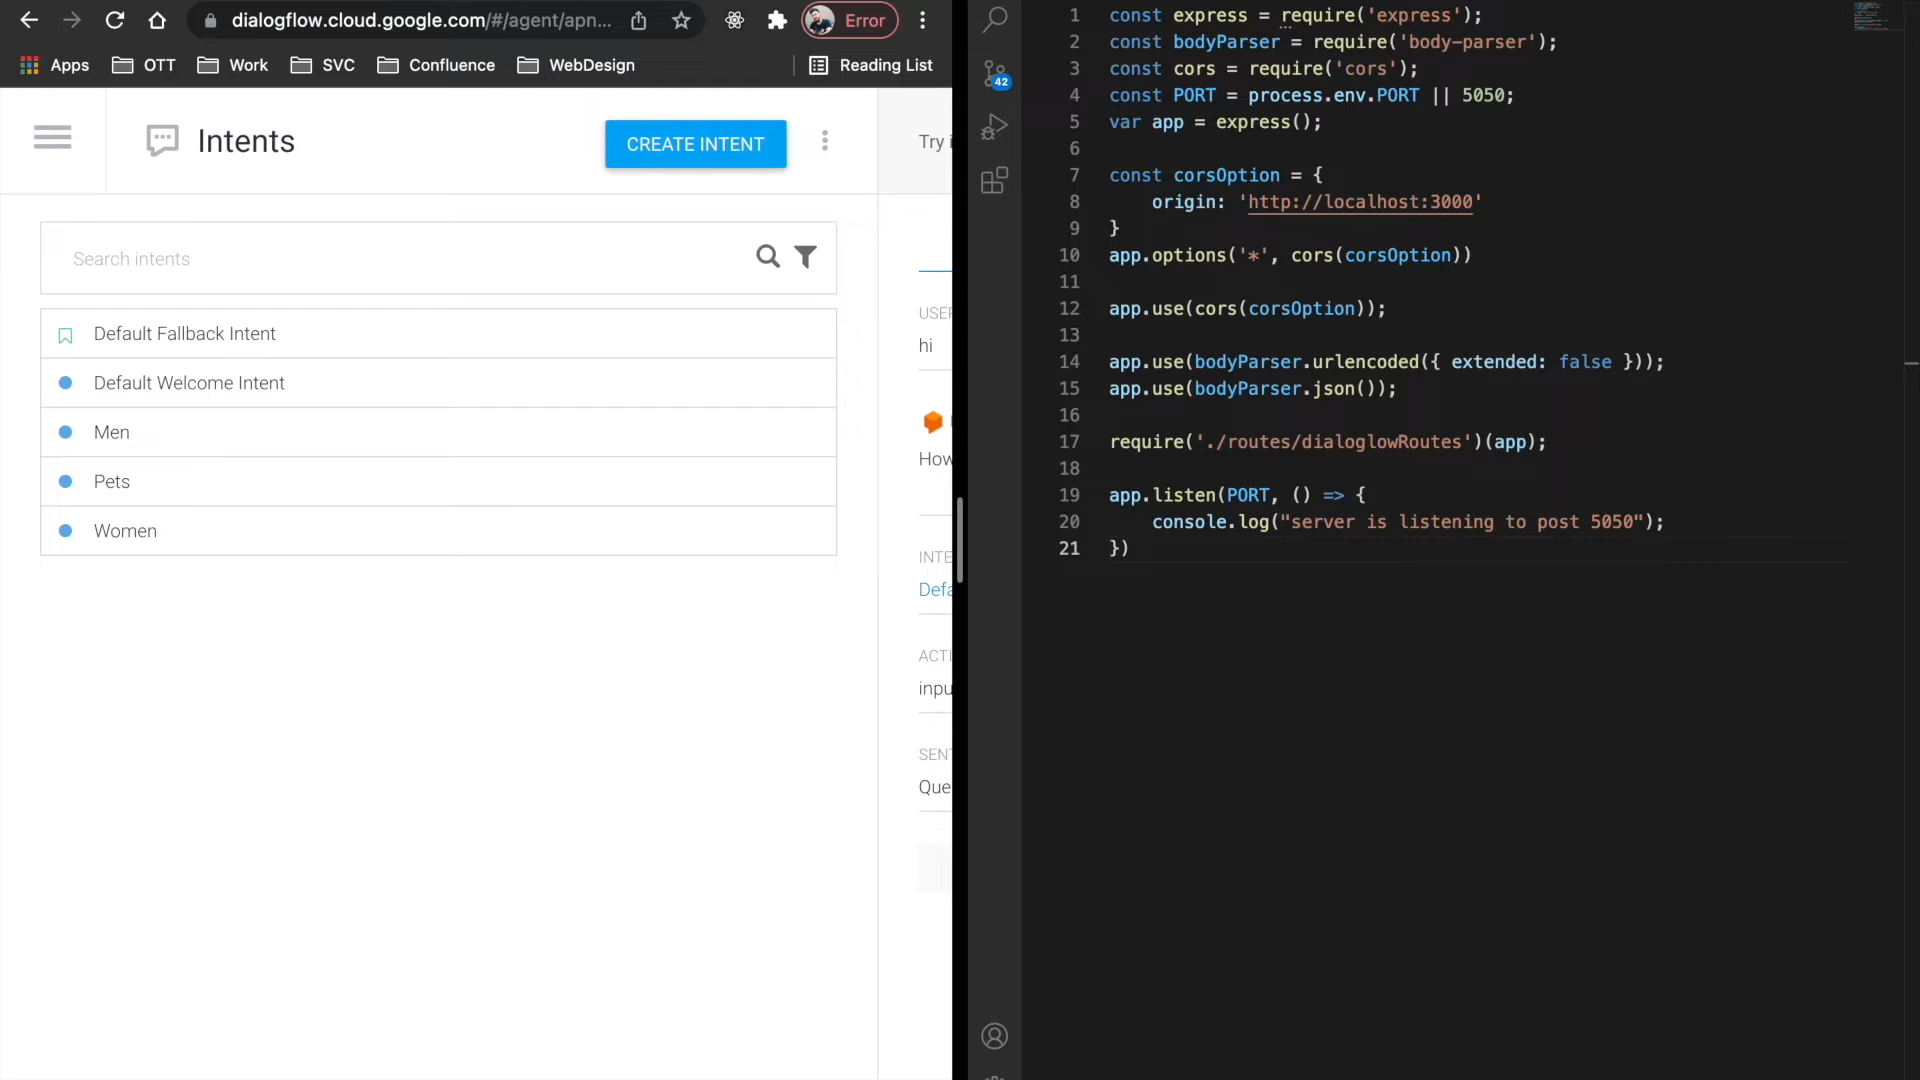 dialogflow.cloud.google.com/#/agent/apn...
Error
Apps
OTT
Work
SVC
Confluence
WebDesign
Reading List
Intents
CREATE INTENT
Try i
Search intents
Default Fallback Intent
Default Welcome Intent
Men
Pets
Women
USER
hi
How
INTE
Defa
ACTI
inpu
SENT
Que
42
1 const express = require('express');
2 const bodyParser = require('body-parser');
3 const cors = require('cors');
4 const PORT = process.env.PORT || 5050;
5 var app = express();
6
7 const corsOption = {
8 origin: 'http://localhost:3000'
9 }
10 app.options('*', cors(corsOption))
11
12 app.use(cors(corsOption));
13
14 app.use(bodyParser.urlencoded({ extended: false }));
15 app.use(bodyParser.json());
16
17 require('./routes/dialoglowRoutes')(app);
18
19 app.listen(PORT, () => {
20 console.log("server is listening to post 5050");
21 })